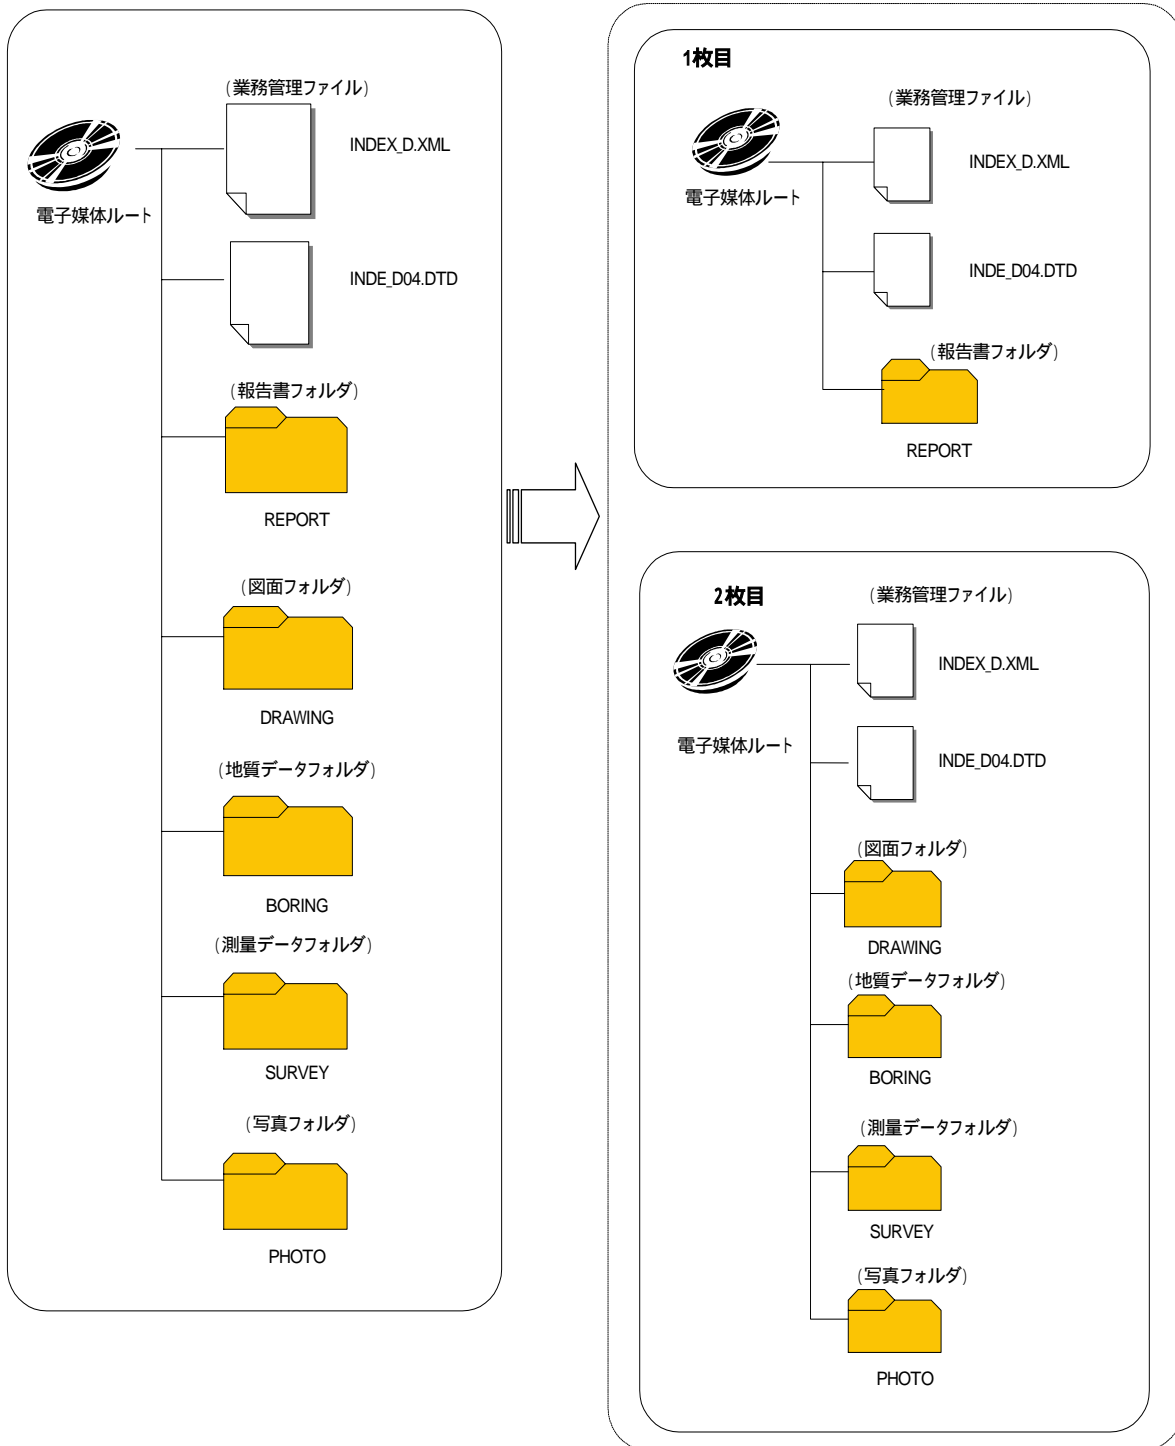 (業務管理ファイル)
INDEX_D.XML
電子媒体ルート
INDE_D04.DTD
(報告書フォルダ)
REPORT
(図面フォルダ)
DRAWING
(地質データフォルダ)
BORING
(測量データフォルダ)
SURVEY
(写真フォルダ)
PHOTO
1枚目
(業務管理ファイル)
INDEX_D.XML
電子媒体ルート
INDE_D04.DTD
(報告書フォルダ)
REPORT
2枚目
(業務管理ファイル)
INDEX_D.XML
電子媒体ルート
INDE_D04.DTD
(図面フォルダ)
DRAWING
(地質データフォルダ)
BORING
(測量データフォルダ)
SURVEY
(写真フォルダ)
PHOTO